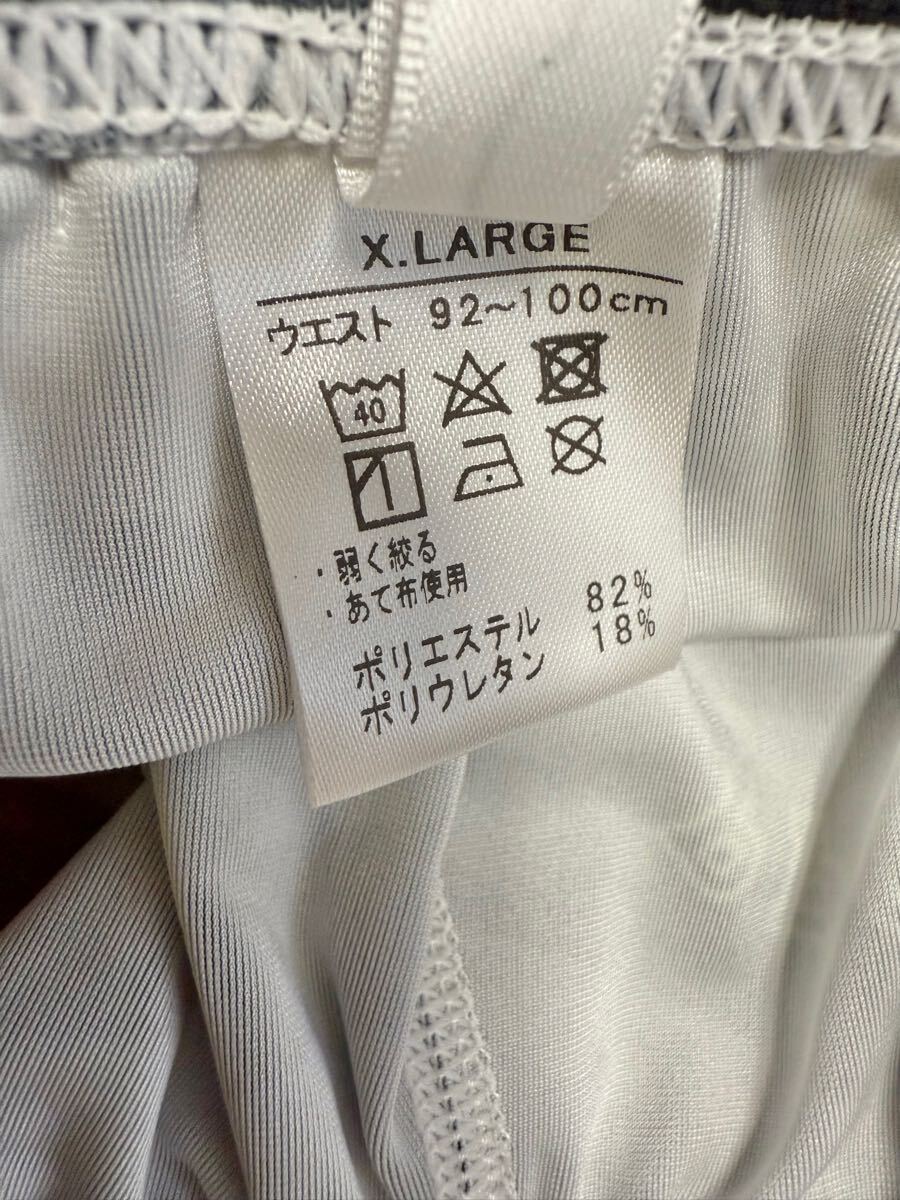 X.LARGE
ウエスト 92～100cm
40
・弱く絞る
・あて布使用
ポリエステル 82%
ポリウレタン 18%